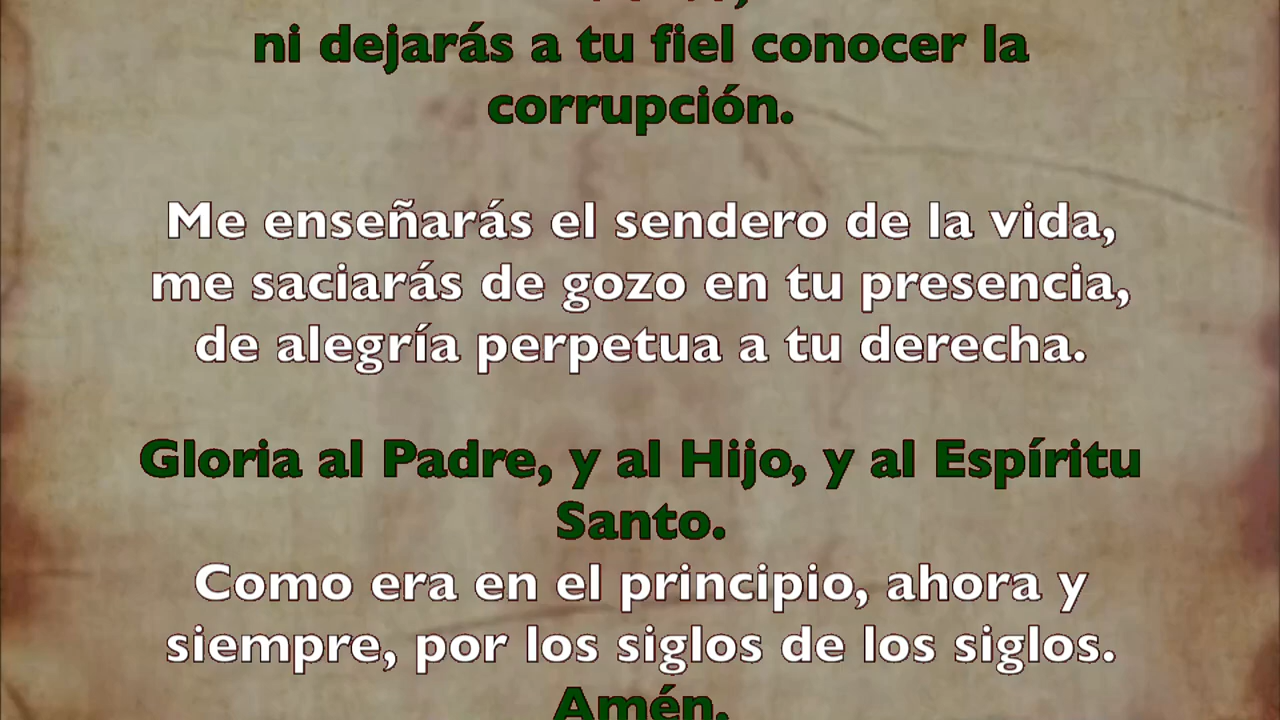 ni dejarás a tu fiel conocer la
corrupción.
Me enseñarás el sendero de la vida,
me saciarás de gozo en tu presencia,
de alegría perpetua a tu derecha.
Gloria al Padre, y al Hijo, y al Espíritu
Santo.
Como era en el principio, ahora y
siempre, por los siglos de los siglos.
Amén.